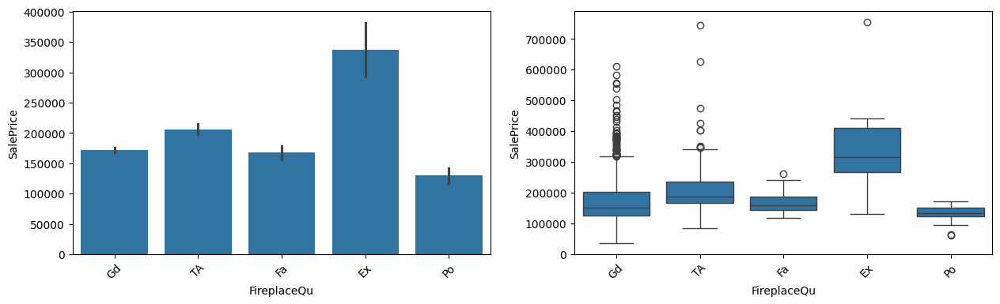 400000
350000
300000
250000
200000
150000
100000
50000
0
SalePrice
Gd
TA
Fa
Ex
Po
FireplaceQu
700000
600000
500000
400000
300000
200000
100000
0
SalePrice
Gd
TA
Fa
Ex
Po
FireplaceQu